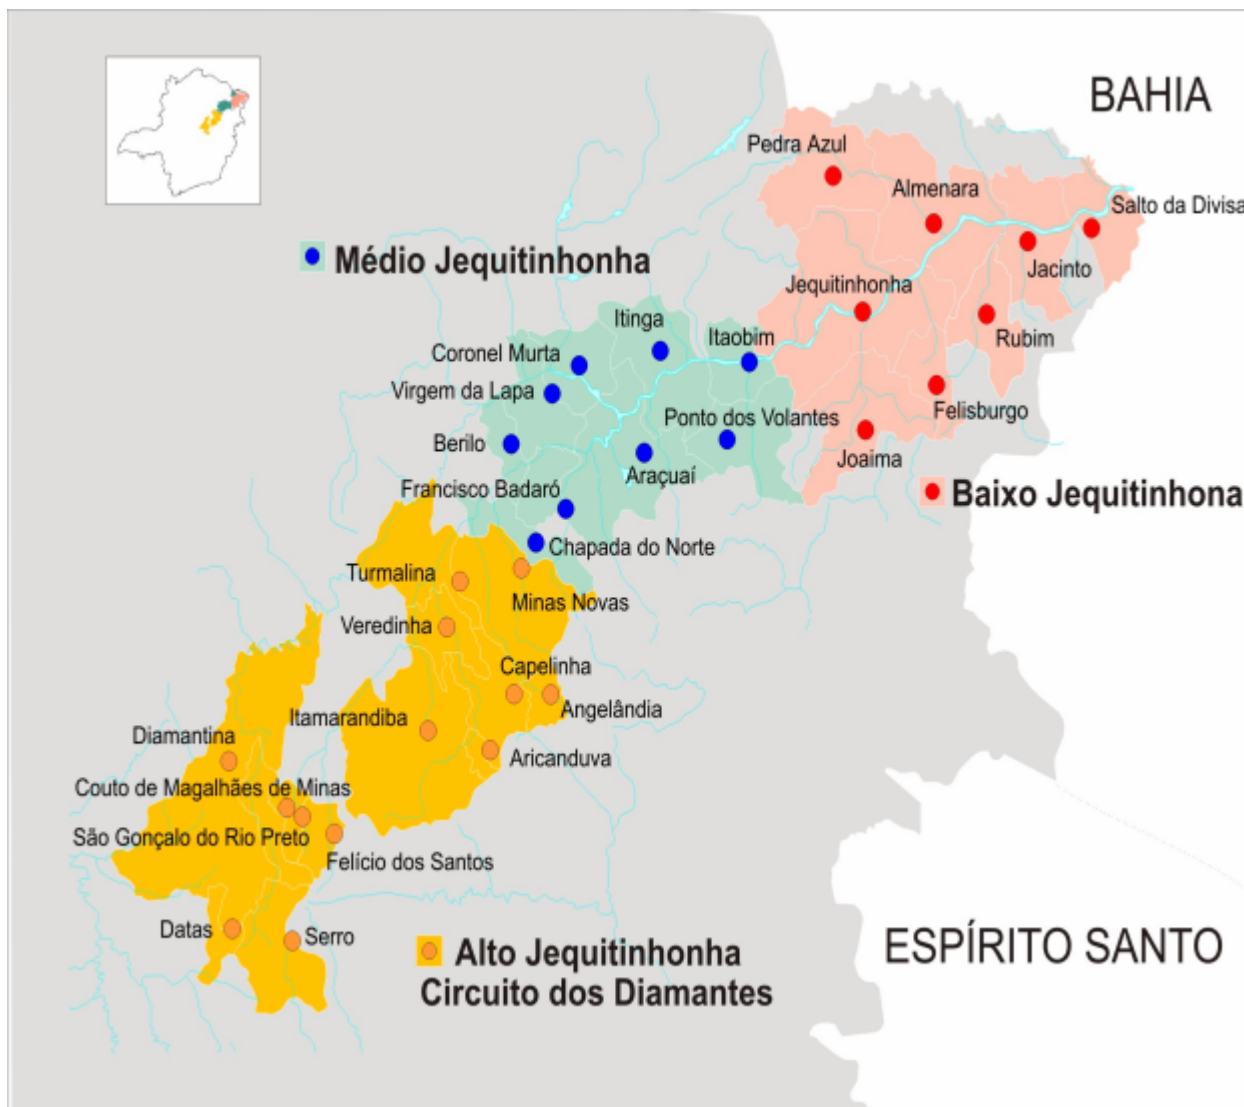 BAHIA
Pedra Azul
Almenara
Salto da Divisa
Médio Jequitinhonha
Jacinto
Jequitinhonha
Itinga
Itaobim
Rubim
Coronel Murta
Virgem da Lapa
Felisburgo
Ponto dos Volantes
Berilo
Joaima
Araçuaí
Francisco Badaró
Baixo Jequitinhona
Chapada do Norte
Turmalina
Minas Novas
Veredinha
Capelinha
Angelândia
Itamarandiba
Diamantina
Aricanduva
Couto de Magalhães de Minas
São Gonçalo do Rio Preto
Felício dos Santos
Datas
Serro
ESPÍRITO SANTO
Alto Jequitinhonha
Circuito dos Diamantes